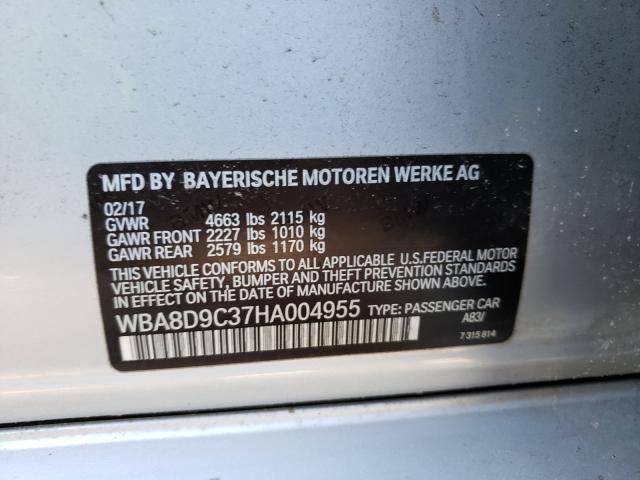 MFD BY BAYERISCHE MOTOREN WERKE AG
02/17
GVWR 4663 lbs 2115 kg
GAWR FRONT 2227 lbs 1010 kg
GAWR REAR 2579 lbs 1170 kg
THIS VEHICLE CONFORMS TO ALL APPLICABLE U.S.FEDERAL MOTOR
VEHICLE SAFETY, BUMPER AND THEFT PREVENTION STANDARDS
IN EFFECT ON THE DATE OF MANUFACTURE SHOWN ABOVE.
WBA8D9C37HA004955 TYPE: PASSENGER CAR
A83/
7 315 814